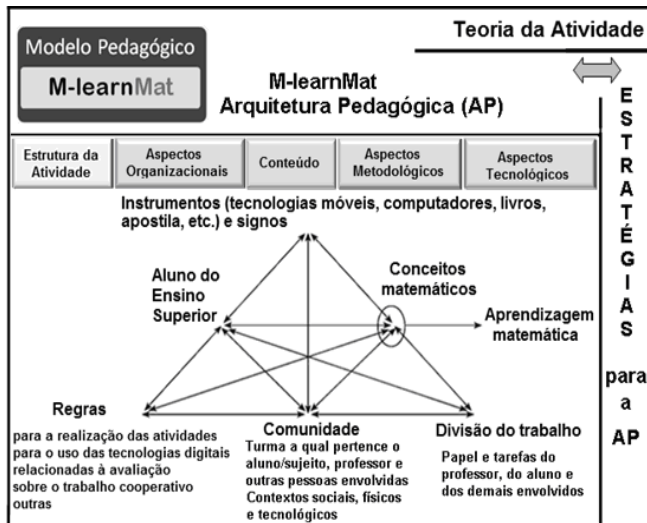 Teoria da Atividade
Modelo Pedagógico
M-learnMat
M-learnMat
Arquitetura Pedagógica (AP)
Estrutura da
Atividade
Aspectos
Organizacionais
Conteúdo
Aspectos
Metodológicos
Aspectos
Tecnológicos
Instrumentos (tecnologias móveis, computadores, livros,
apostila, etc.) e signos
Aluno do
Ensino
Superior
Conceitos
matemáticos
Aprendizagem
matemática
Regras
para a realização das atividades
para o uso das tecnologias digitais
relacionadas à avaliação
sobre o trabalho cooperativo
outras
Comunidade
Turma a qual pertence o
aluno/sujeito, professor e
outras pessoas envolvidas
Contextos sociais, físicos
e tecnológicos
Divisão do trabalho
Papel e tarefas do
professor, do aluno e
dos demais envolvidos
ESTRATÉGIAS
para
a
AP